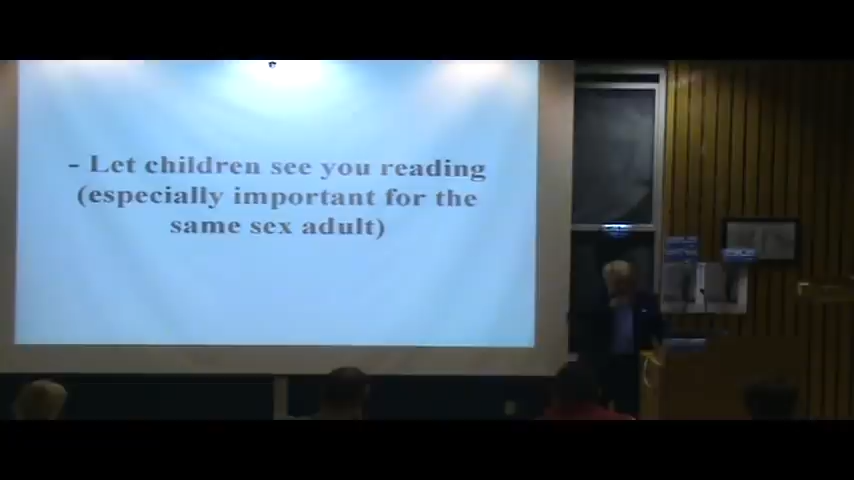 - Let children see you reading
(especially important for the
same sex adult)